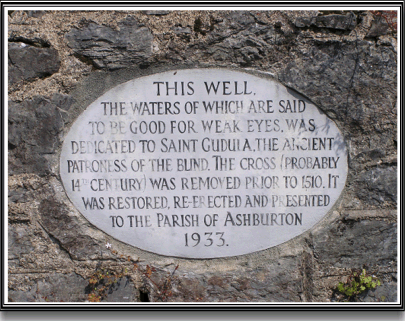 THIS WELL,
THE WATERS OF WHICH ARE SAID
TO BE GOOD FOR WEAK EYES, WAS
DEDICATED TO SAINT GUDULA, THE ANCIENT
PATRONESS OF THE BLIND. THE CROSS (PROBABLY
14TH CENTURY) WAS REMOVED PRIOR TO 1510. IT
WAS RESTORED, RE-ERECTED AND PRESENTED
TO THE PARISH OF ASHBURTON
1933.